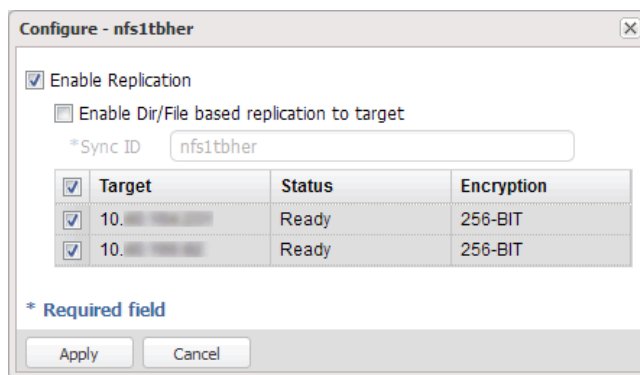 Configure - nfs1tbher
Enable Replication
Enable Dir/File based replication to target
*Sync ID nfs1tbher
Target Status Encryption
10. Ready 256-BIT
10. Ready 256-BIT
* Required field
Apply Cancel